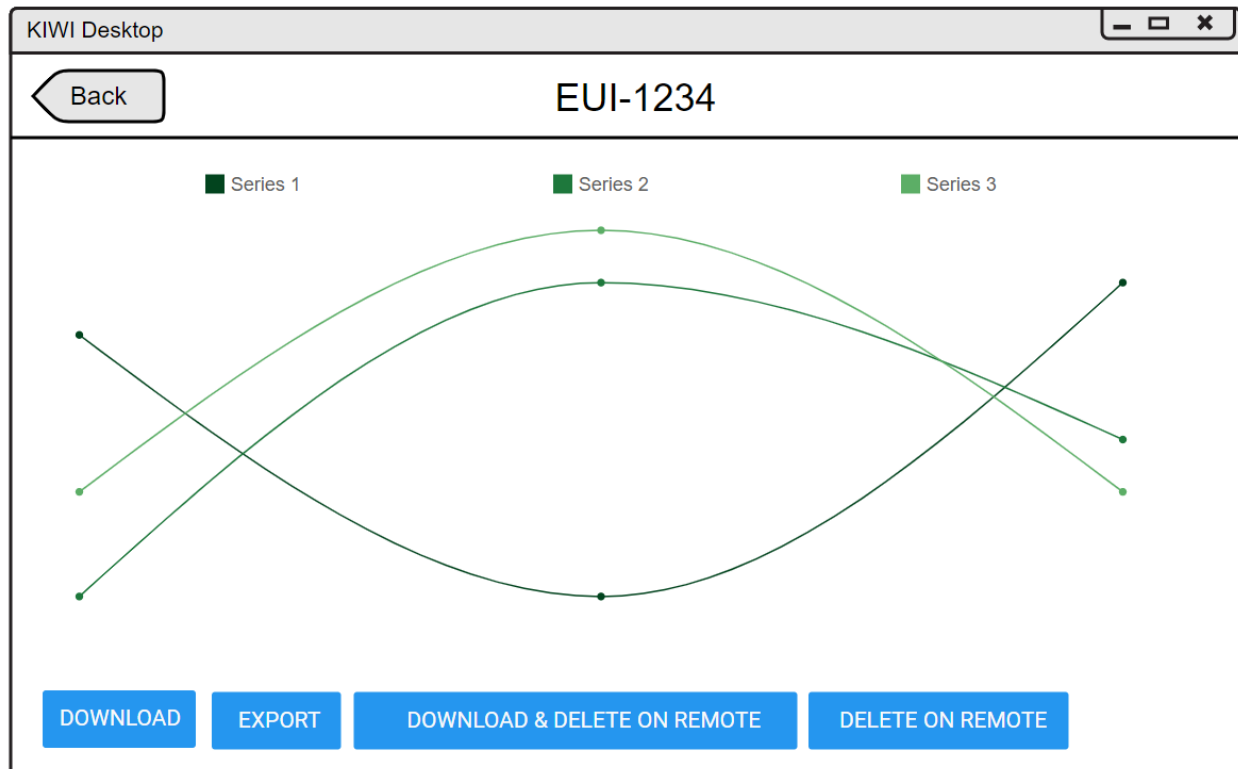 KIWI Desktop
Back
EUI-1234
Series 1
Series 2
Series 3
DOWNLOAD
EXPORT
DOWNLOAD & DELETE ON REMOTE
DELETE ON REMOTE